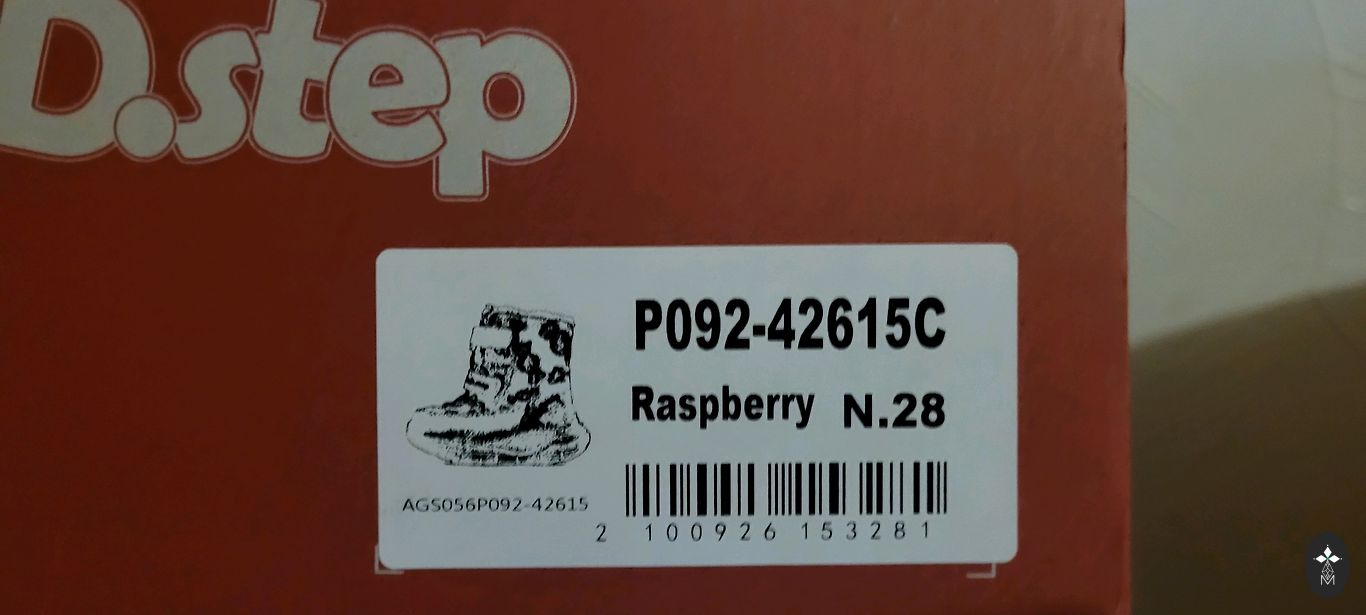 D.step
P092-42615C
Raspberry N.28
AGS056P092-42615
2 100926 153281
M